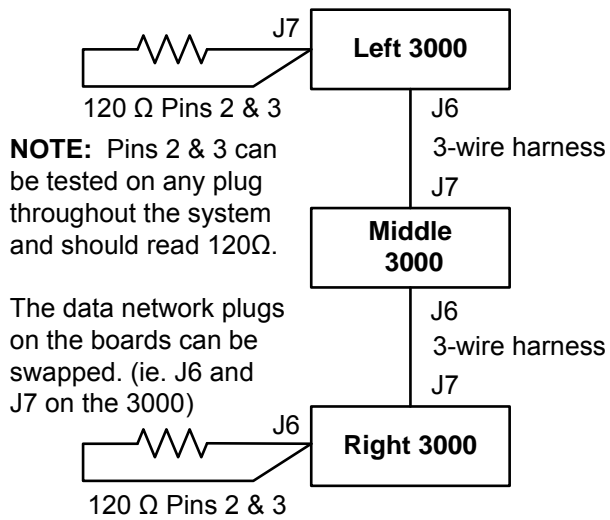 J7
Left 3000
120 Ω Pins 2 & 3
J6
NOTE: Pins 2 & 3 can
be tested on any plug
throughout the system
and should read 120Ω.
3-wire harness
J7
Middle
3000
The data network plugs
on the boards can be
swapped. (ie. J6 and
J7 on the 3000)
J6
3-wire harness
J7
J6
Right 3000
120 Ω Pins 2 & 3